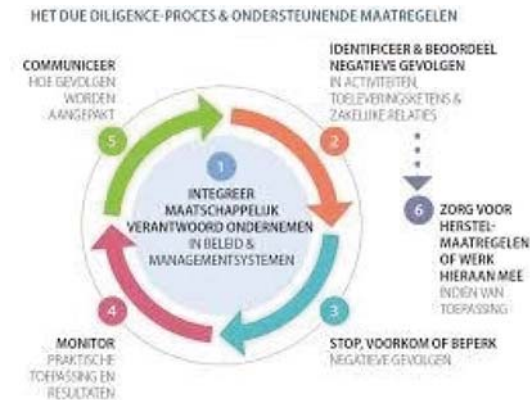 HET DUE DILIGENCE-PROCES & ONDERSTEUNENDE MAATREGELEN
1
INTEGREER
MAATSCHAPPELIJK
VERANTWOORD ONDERNEMEN
IN BELEID &
MANAGEMENTSYSTEMEN
2
IDENTIFICEER & BEOORDEEL
NEGATIEVE GEVOLGEN
IN ACTIVITEITEN,
TOELEVERINGSKETENS &
ZAKELIJKE RELATIES
3
STOP, VOORKOM OF BEPERK
NEGATIEVE GEVOLGEN
4
MONITOR
PRAKTISCHE
TOEPASSING EN
RESULTATEN
5
COMMUNICEER
HOE GEVOLGEN
WORDEN
AANGEPAKT
6
ZORG VOOR
HERSTEL-
MAATREGELEN
OF WERK
HIERAAN MEE
INDIEN VAN
TOEPASSING